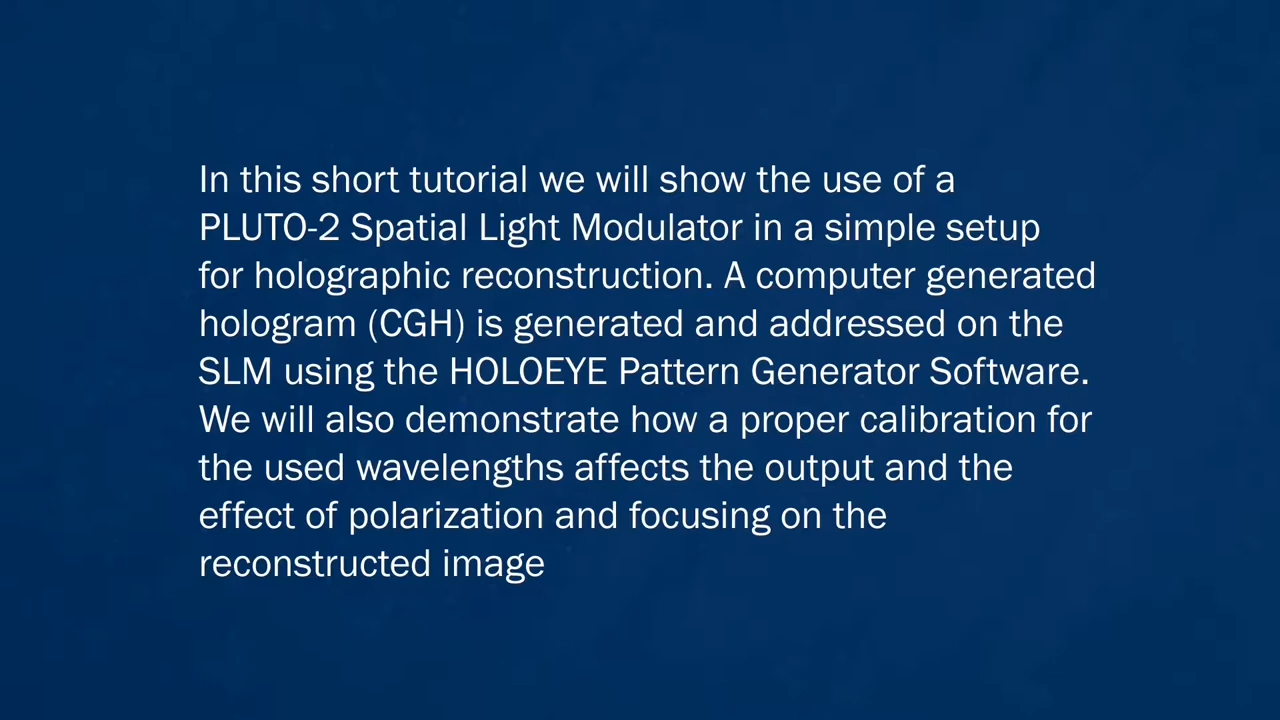 In this short tutorial we will show the use of a
PLUTO-2 Spatial Light Modulator in a simple setup
for holographic reconstruction. A computer generated
hologram (CGH) is generated and addressed on the
SLM using the HOLOEYE Pattern Generator Software.
We will also demonstrate how a proper calibration for
the used wavelengths affects the output and the
effect of polarization and focusing on the
reconstructed image